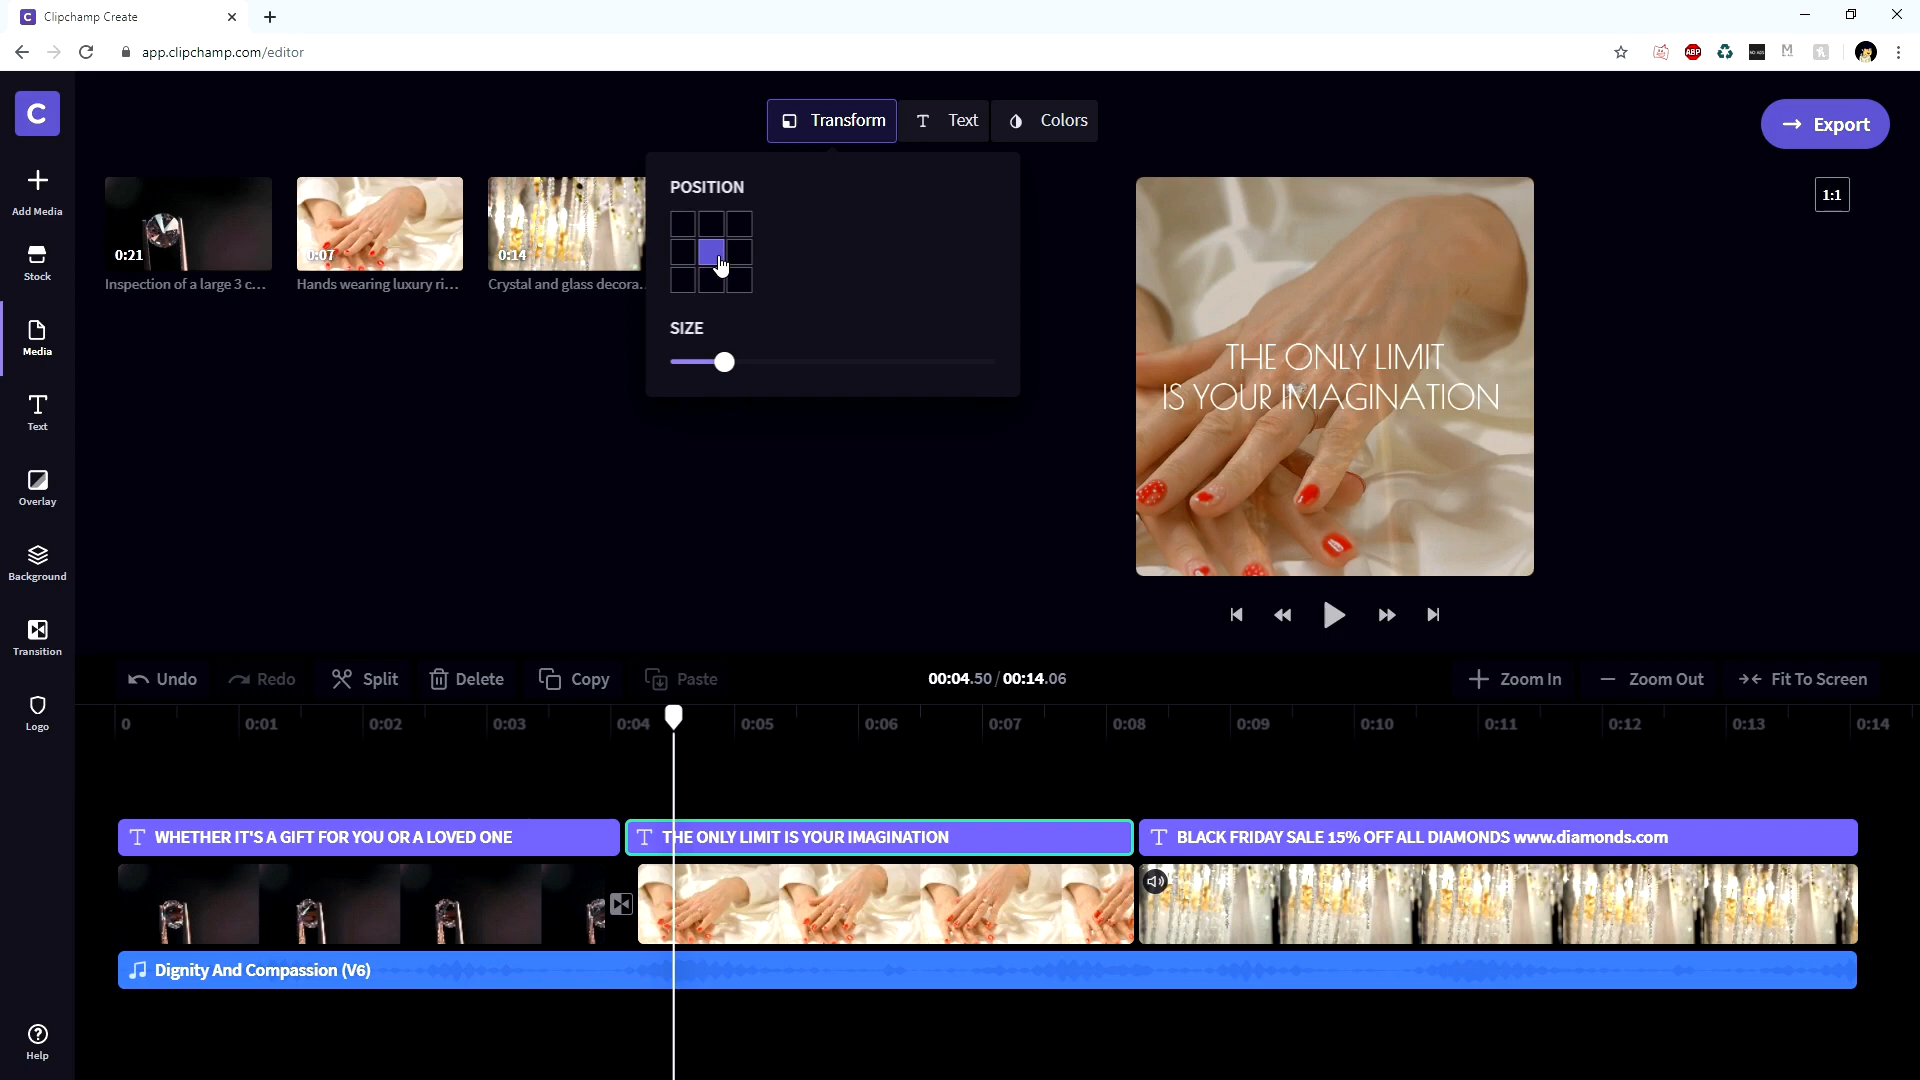 Clipchamp Create
app.clipchamp.com/editor
ABP
NO ADS
M
C
Transform
Text
Colors
Export
Add Media
Stock
Media
Text
Overlay
Background
Transition
Logo
Help
0:21
Inspection of a large 3 c...
0:07
Hands wearing luxury ri...
0:14
Crystal and glass decora...
POSITION
SIZE
1:1
THE ONLY LIMIT
IS YOUR IMAGINATION
Undo
Redo
Split
Delete
Copy
Paste
00:04.50 / 00:14.06
Zoom In
Zoom Out
Fit To Screen
0 0:01 0:02 0:03 0:04 0:05 0:06 0:07 0:08 0:09 0:10 0:11 0:12 0:13 0:14
WHETHER IT'S A GIFT FOR YOU OR A LOVED ONE
THE ONLY LIMIT IS YOUR IMAGINATION
BLACK FRIDAY SALE 15% OFF ALL DIAMONDS www.diamonds.com
Dignity And Compassion (V6)